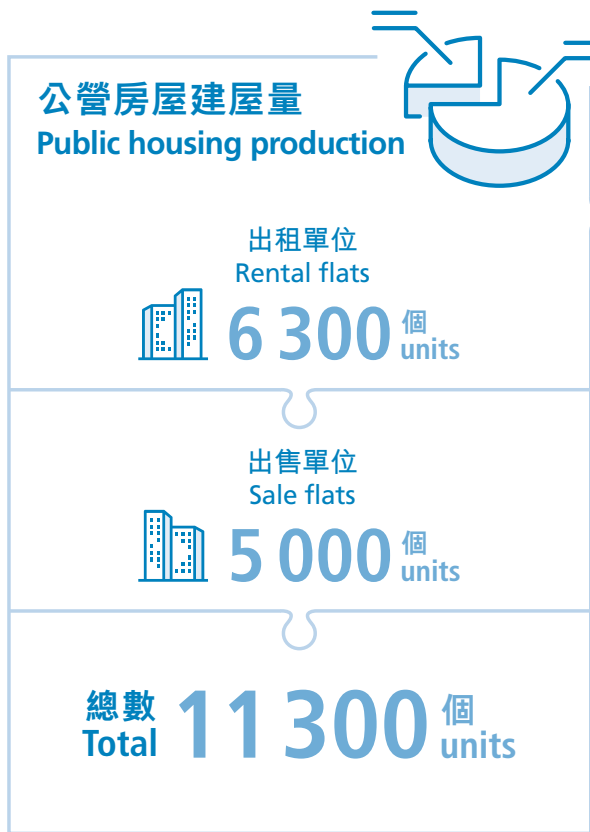 公營房屋建屋量
Public housing production
出租單位
Rental flats
6 300 個 units
出售單位
Sale flats
5 000 個 units
總數 Total 11 300 個 units